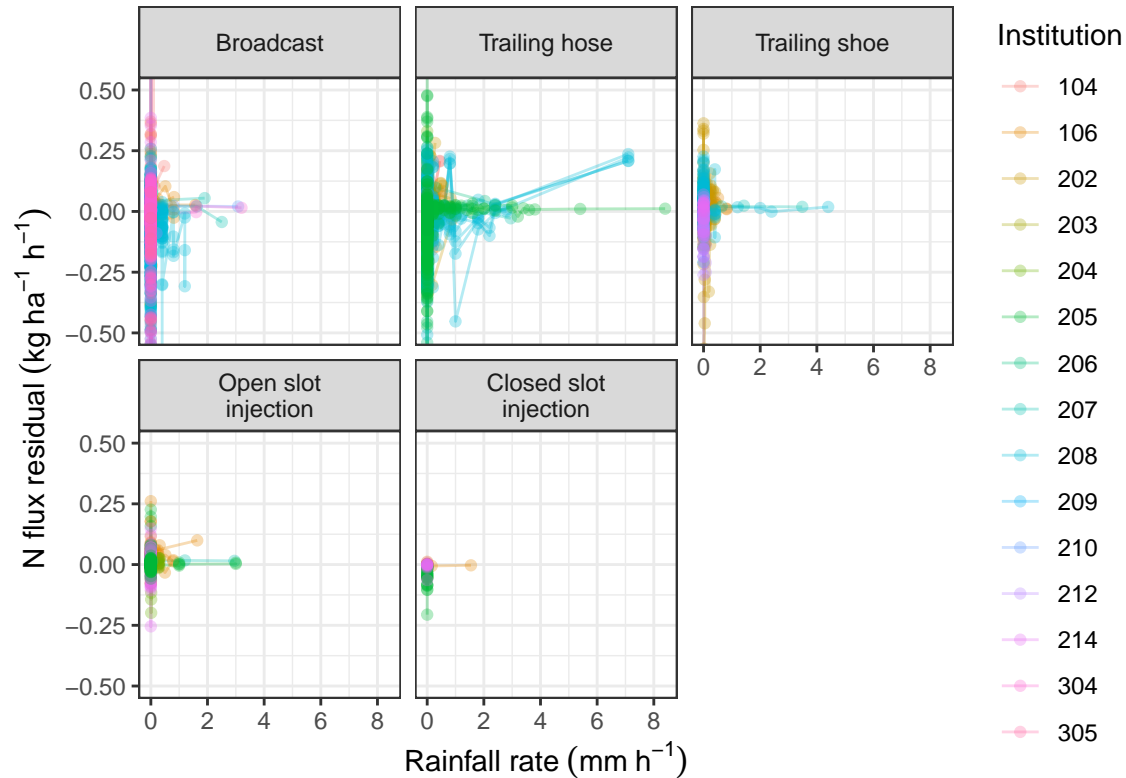 Broadcast
Trailing hose
Trailing shoe
Institution
104
106
202
203
204
205
206
207
208
209
210
212
214
304
305
0.50
0.25
0.00
−0.25
−0.50
0 2 4 6 8
Open slot
injection
Closed slot
injection
0.50
0.25
0.00
−0.25
−0.50
0 2 4 6 8
0 2 4 6 8
N flux residual (kg ha⁻¹ h⁻¹)
Rainfall rate (mm h⁻¹)